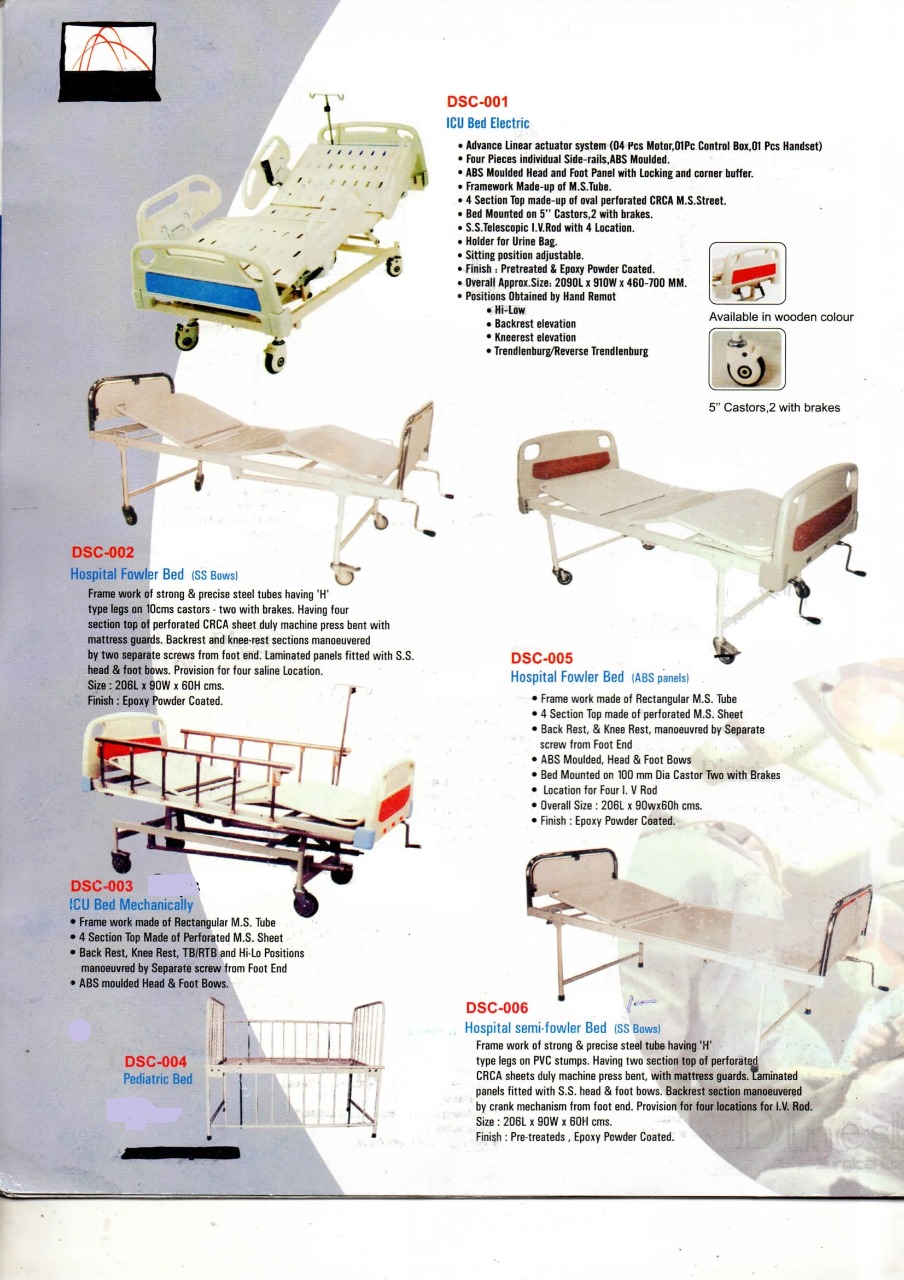 DSC-001
ICU Bed Electric
• Advance Linear actuator system (04 Pcs Motor,01Pc Control Box,01 Pcs Handset)
• Four Pieces individual Side-rails,ABS Moulded.
• ABS Moulded Head and Foot Panel with Locking and corner buffer.
• Framework Made-up of M.S.Tube.
• 4 Section Top made-up of oval perforated CRCA M.S.Street.
• Bed Mounted on 5'' Castors,2 with brakes.
• S.S.Telescopic I.V.Rod with 4 Location.
• Holder for Urine Bag.
• Sitting position adjustable.
• Finish : Pretreated & Epoxy Powder Coated.
• Overall Approx.Size: 2090L x 910W x 460-700 MM.
• Positions Obtained by Hand Remot
• Hi-Low
• Backrest elevation
• Kneerest elevation
• Trendlenburg/Reverse Trendlenburg
Available in wooden colour
5'' Castors,2 with brakes
DSC-002
Hospital Fowler Bed (SS Bows)
Frame work of strong & precise steel tubes having 'H'
type legs on 10cms castors - two with brakes. Having four
section top of perforated CRCA sheet duly machine press bent with
mattress guards. Backrest and knee-rest sections manoeuvered
by two separate screws from foot end. Laminated panels fitted with S.S.
head & foot bows. Provision for four saline Location.
Size : 206L x 90W x 60H cms.
Finish : Epoxy Powder Coated.
DSC-005
Hospital Fowler Bed (ABS panels)
• Frame work made of Rectangular M.S. Tube
• 4 Section Top made of perforated M.S. Sheet
• Back Rest, & Knee Rest, manoeuvred by Separate
screw from Foot End
• ABS Moulded, Head & Foot Bows
• Bed Mounted on 100 mm Dia Castor Two with Brakes
• Location for Four I. V Rod
• Overall Size : 206L x 90wx60h cms.
• Finish : Epoxy Powder Coated.
DSC-003
ICU Bed Mechanically
• Frame work made of Rectangular M.S. Tube
• 4 Section Top Made of Perforated M.S. Sheet
• Back Rest, Knee Rest, TB/RTB and Hi-Lo Positions
manoeuvred by Separate screw from Foot End
• ABS moulded Head & Foot Bows.
DSC-004
Pediatric Bed
DSC-006
Hospital semi-fowler Bed (SS Bows)
Frame work of strong & precise steel tube having 'H'
type legs on PVC stumps. Having two section top of perforated
CRCA sheets duly machine press bent, with mattress guards. Laminated
panels fitted with S.S. head & foot bows. Backrest section manoeuvered
by crank mechanism from foot end. Provision for four locations for I.V. Rod.
Size : 206L x 90W x 60H cms.
Finish : Pre-treateds , Epoxy Powder Coated.
Surgical